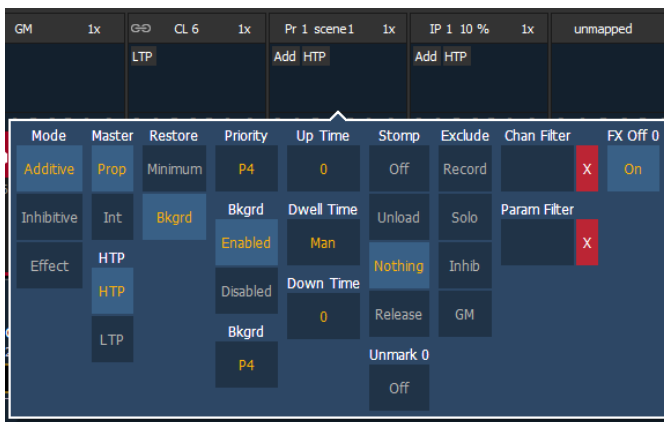 GM 1x CL 6 1x Pr 1 scene1 1x IP 1 10 % 1x unmapped
LTP Add HTP Add HTP
Mode Master Restore Priority Up Time Stomp Exclude Chan Filter FX Off 0
Additive Prop Minimum P4 0 Off Record X On
Bkgrd Dwell Time Param Filter
Inhibitive Int Bkgrd Enabled Man Unload Solo X
HTP Down Time
Effect HTP Disabled 0 Nothing Inhib
Bkgrd
LTP P4 Release GM
Unmark 0
Off